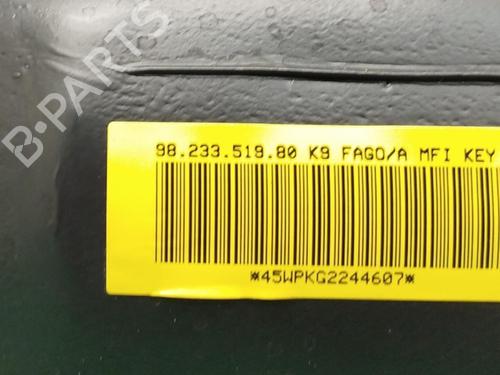 B-PARTS
98.233.519.80 K9 FAGO/A MFI KEY
*45WPKG2244607*